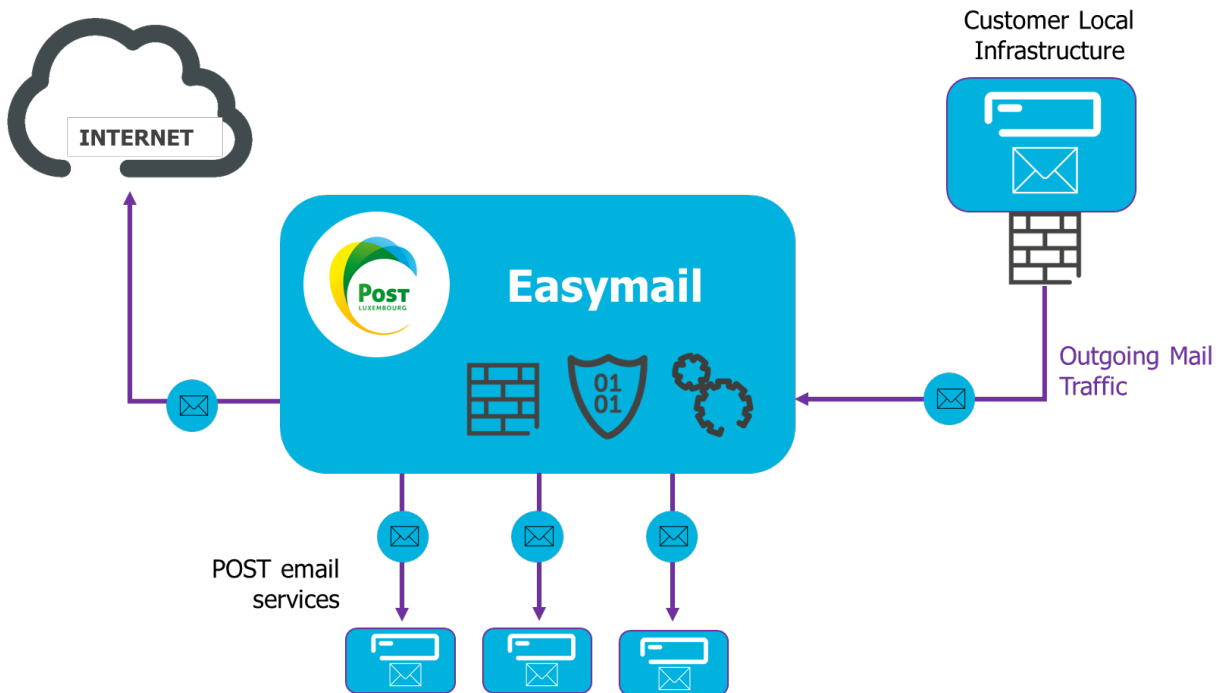 Customer Local
Infrastructure
INTERNET
POST
LUXEMBOURG
Easymail
01
01
Outgoing Mail
Traffic
POST email
services